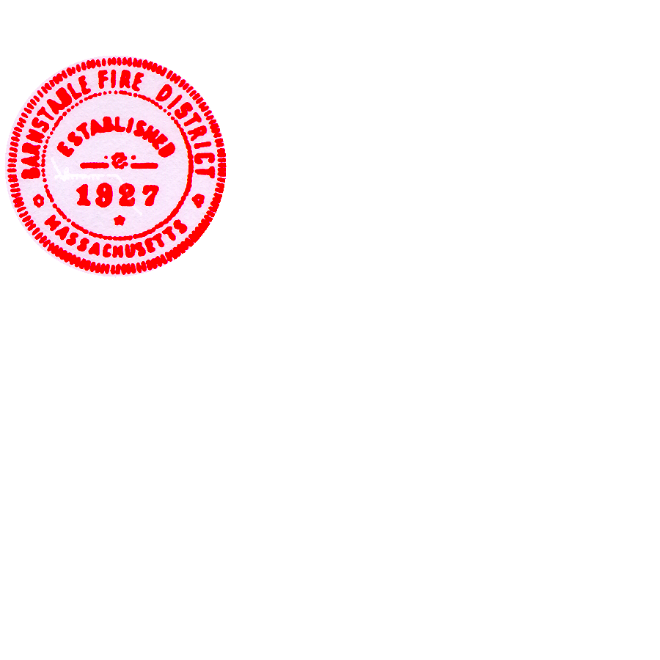 BARNSTABLE FIRE DISTRICT
ESTABLISHED
1927
MASSACHUSETTS